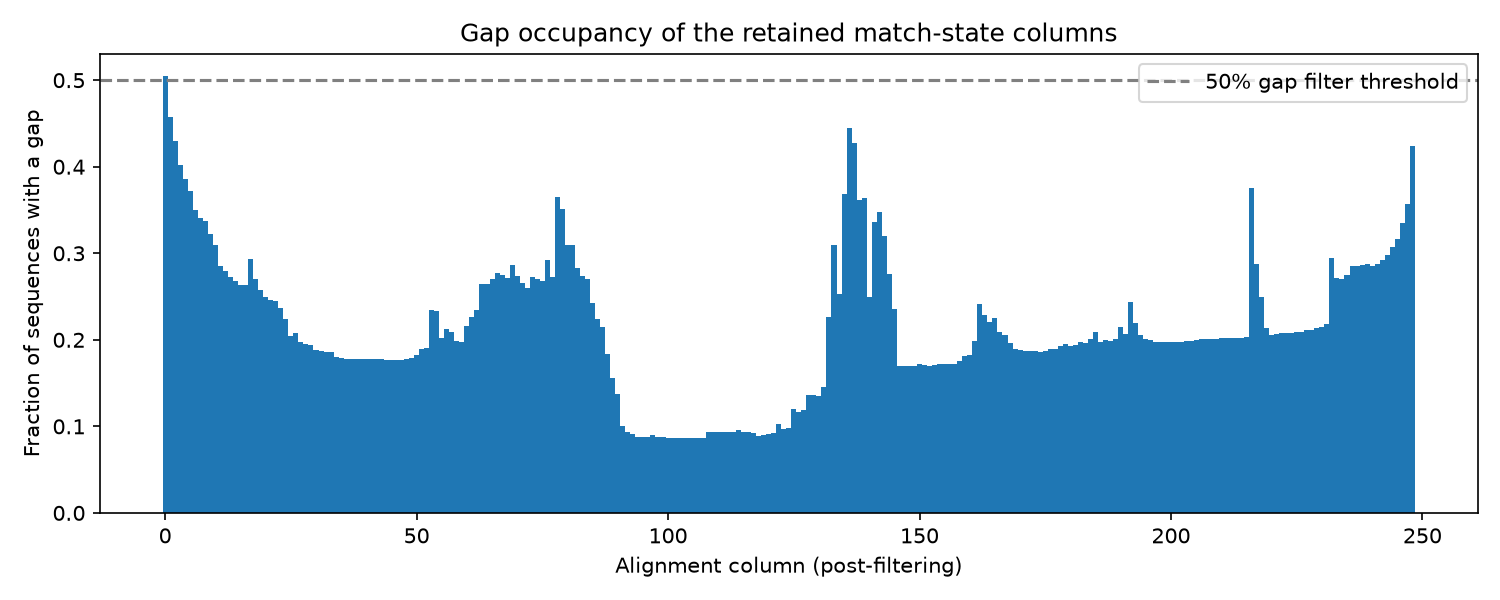 Gap occupancy of the retained match-state columns
50% gap filter threshold
Fraction of sequences with a gap
0.5
0.4
0.3
0.2
0.1
0.0
0 50 100 150 200 250
Alignment column (post-filtering)